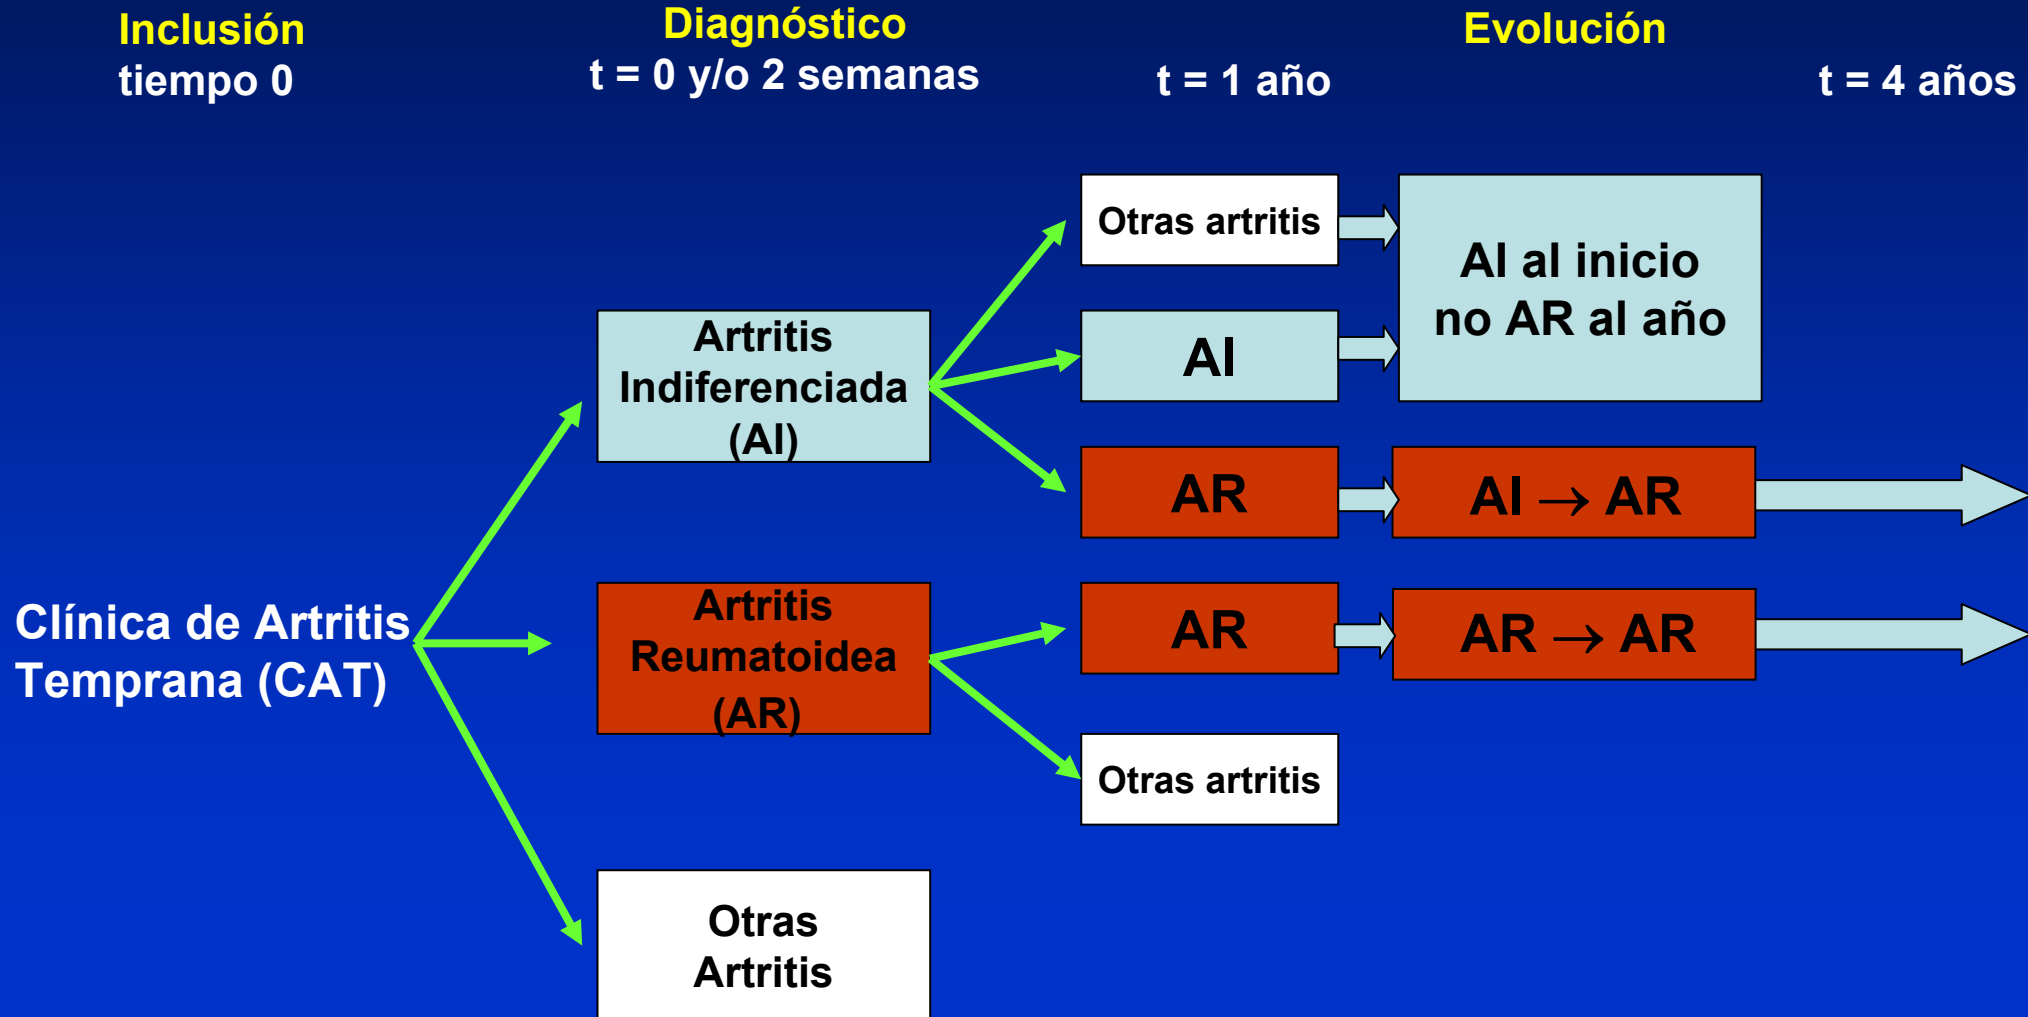 Inclusión
tiempo 0
Diagnóstico
t = 0 y/o 2 semanas
Evolución
t = 1 año
t = 4 años
Otras artritis
AI al inicio
no AR al año
Artritis
Indiferenciada
(AI)
AI
AR
AI → AR
Clínica de Artritis
Temprana (CAT)
Artritis
Reumatoidea
(AR)
AR
AR → AR
Otras artritis
Otras
Artritis